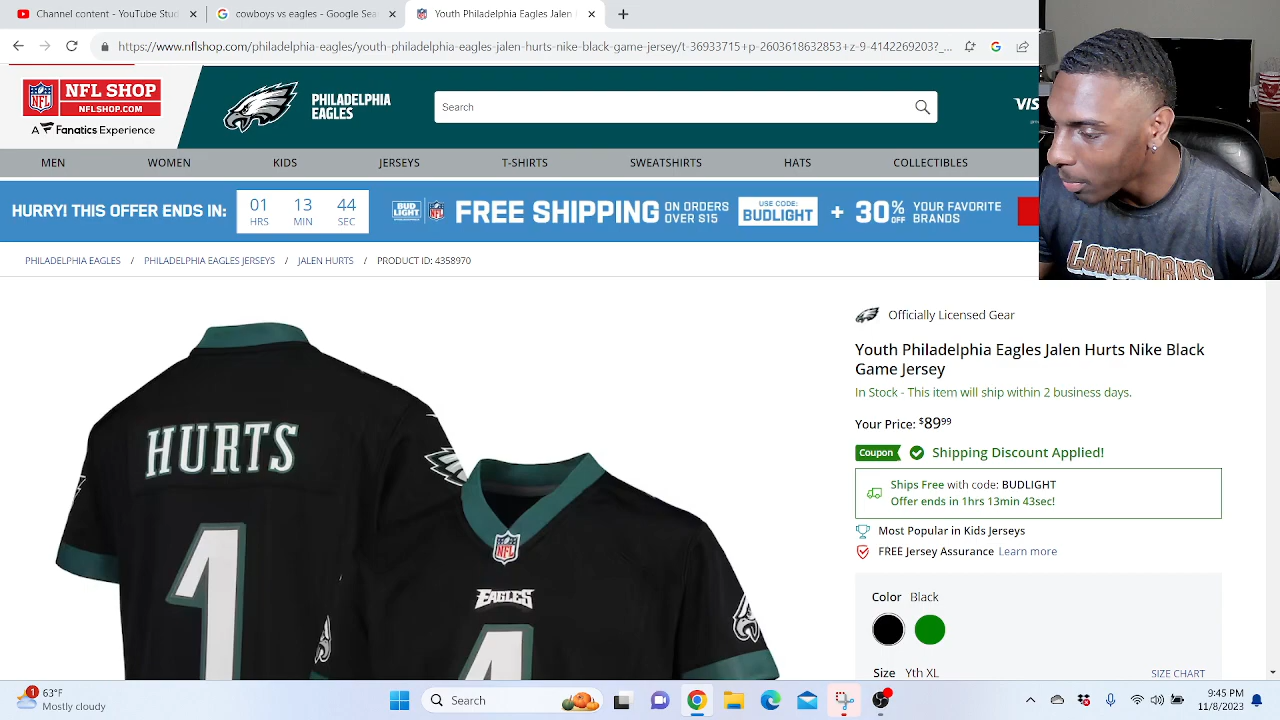 Channel content - YouTube Stud
cowboys vs eagles - Google Sea
Youth Philadelphia Eagles Jalen
https://www.nflshop.com/philadelphia-eagles/youth-philadelphia-eagles-jalen-hurts-nike-black-game-jersey/t-36933715+p-2603618632853+z-9-4142269203?_...
NFL SHOP
NFLSHOP.COM
A Fanatics Experience
PHILADELPHIA
EAGLES
Search
VIS
MEN WOMEN KIDS JERSEYS T-SHIRTS SWEATSHIRTS HATS COLLECTIBLES
HURRY! THIS OFFER ENDS IN:
01 13 44
HRS MIN SEC
BUD
LIGHT
NFL
FREE SHIPPING
ON ORDERS
OVER $15
USE CODE:
BUDLIGHT
+
30% OFF
YOUR FAVORITE
BRANDS
PHILADELPHIA EAGLES / PHILADELPHIA EAGLES JERSEYS / JALEN HURTS / PRODUCT ID: 4358970
LONGHORNS
HURTS
1
NFL
EAGLES
1
Officially Licensed Gear
Youth Philadelphia Eagles Jalen Hurts Nike Black
Game Jersey
In Stock - This item will ship within 2 business days.
Your Price: $89.99
Coupon Shipping Discount Applied!
Ships Free with code: BUDLIGHT
Offer ends in 1hrs 13min 43sec!
Most Popular in Kids Jerseys
FREE Jersey Assurance Learn more
Color Black
Size Yth XL SIZE CHART
1
63°F
Mostly cloudy
Search
9:45 PM
11/8/2023